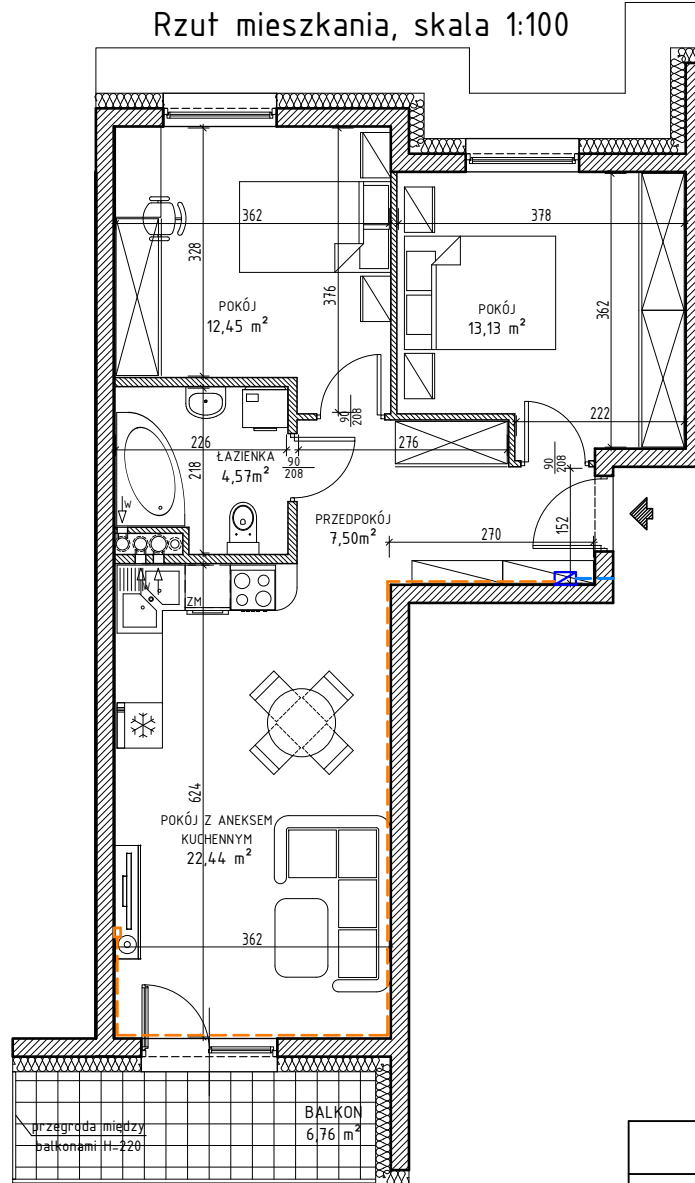 Rzut mieszkania, skala 1:100
362
378
328
376
362
POKÓJ
12,45 m²
POKÓJ
13,13 m²
90
208
222
226
ŁAZIENKA
4,57m²
218
90
208
276
90
208
W
PRZEDPOKÓJ
7,50m²
270
152
W
P
ZM
624
POKÓJ Z ANEKSEM
KUCHENNYM
22,44 m²
362
BALKON
6,76 m²
przegroda między
balkonami H=220